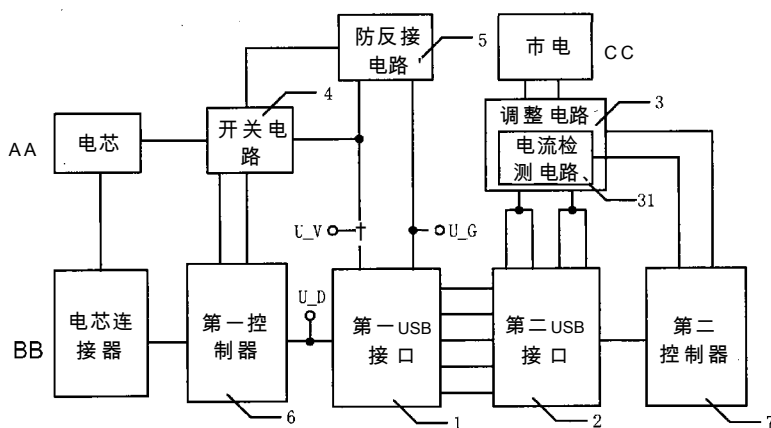 防反接
电路
5
市电
CC
4
开关电
路
调整电路
3
AA
电芯
电流检
测电路
31
U_V
U_G
U_D
BB
电芯连
接器
第一控
制器
第一USB
接口
第二USB
接口
第二
控制器
6
1
2
7